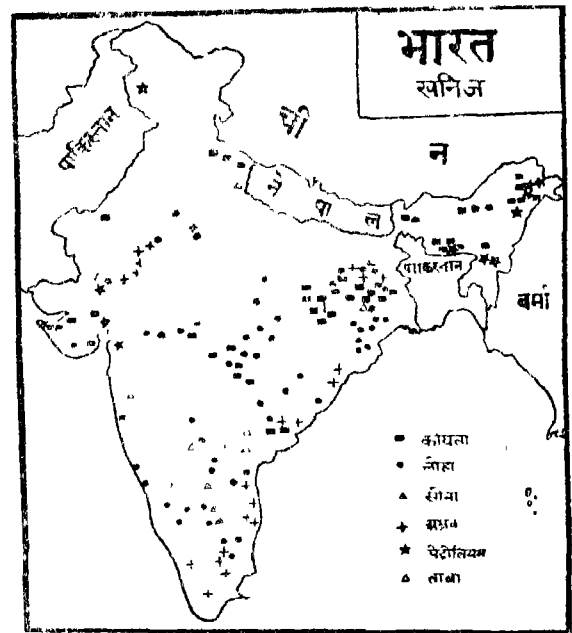 भारत
खनिज
पाकिस्तान
चीन
नेपाल
पाकिस्तान
बर्मा
कोयला
लोहा
सोना
अभ्रक
पेट्रोलियम
तांबा